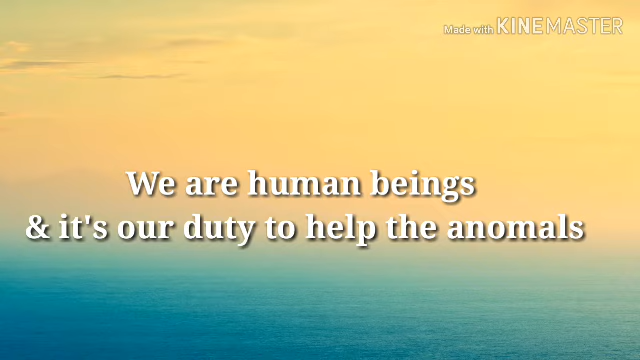 Made with KINEMASTER
We are human beings
& it's our duty to help the anomals